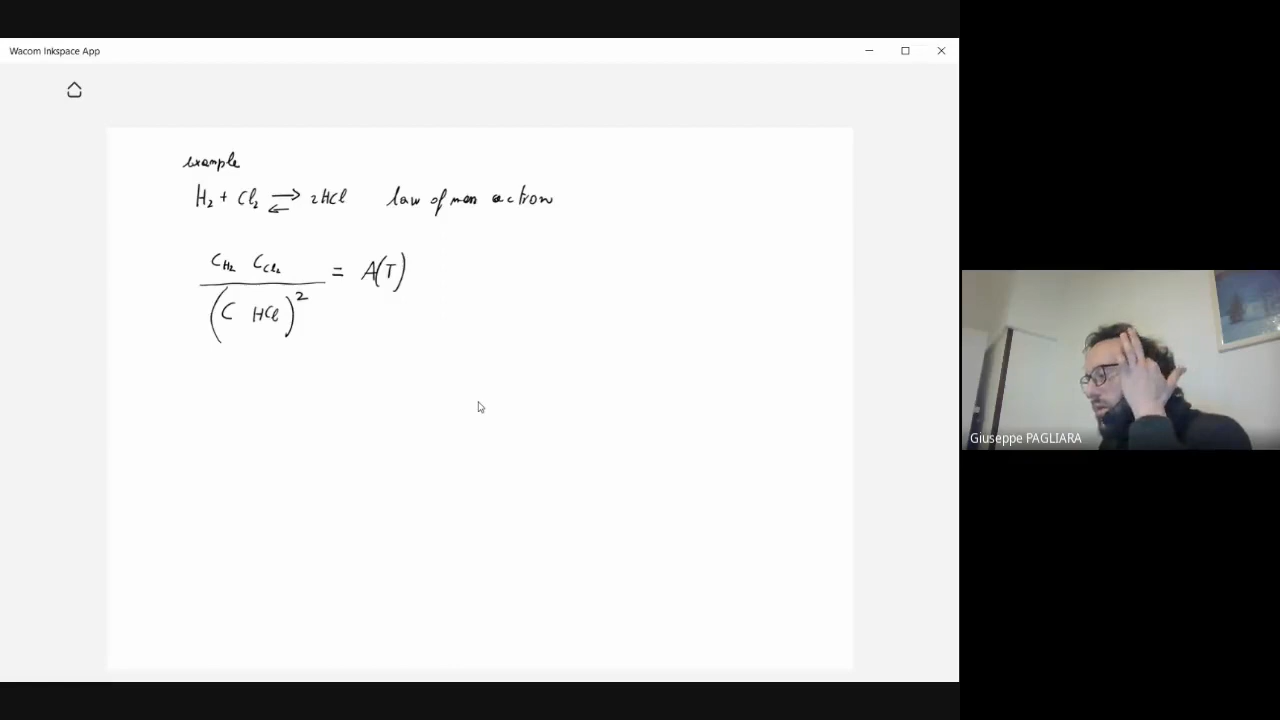 Wacom Inkspace App
example
H₂ + Cl₂ ⇌ 2HCl law of mass action
C_H₂ C_Cl₂
(C HCl)² = A(T)
Giuseppe PAGLIARA